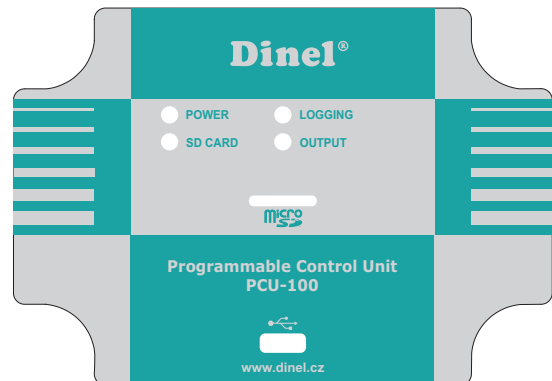 Dinel®
POWER LOGGING
SD CARD OUTPUT
Micro
SD
Programmable Control Unit
PCU-100
www.dinel.cz